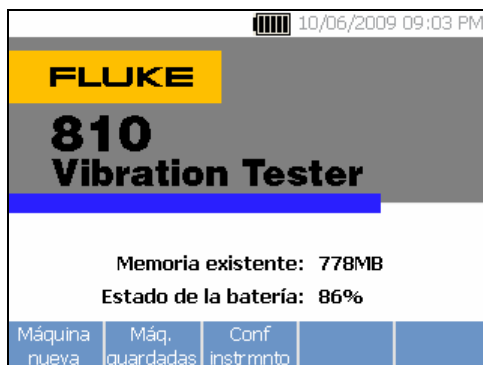 10/06/2009 09:03 PM
FLUKE
810
Vibration Tester
Memoria existente: 778MB
Estado de la batería: 86%
Máquina nueva
Máq. guardadas
Conf instrmnto